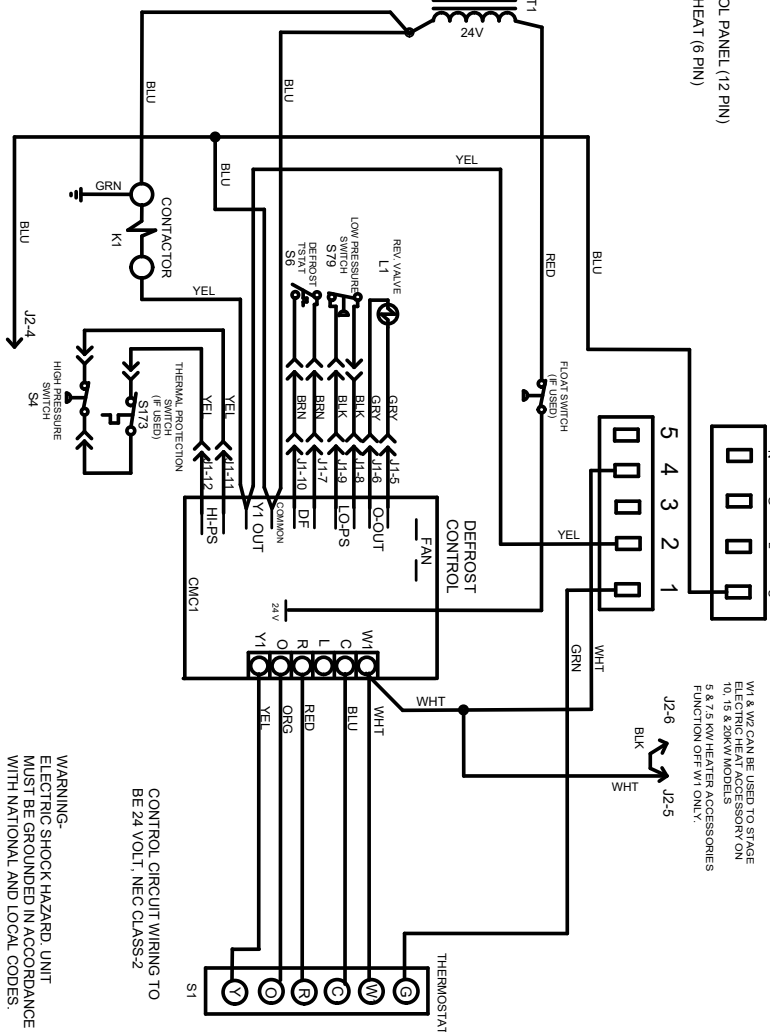 OL PANEL (12 PIN)
HEAT (6 PIN)
T1
24V
BLU
BLU
BLU
YEL
RED
BLU
GRN
CONTACTOR
K1
BLU
J2-4
YEL
REV. VALVE
L1
LOW PRESSURE
SWITCH
S79
DEFROST
T'STAT
S6
FLOAT SWITCH
(IF USED)
THERMAL PROTECTION
SWITCH
(IF USED)
S173
HIGH PRESSURE
SWITCH
S4
GRY
GRY
BLK
BLK
BRN
BRN
YEL
YEL
J1-5
J1-6
J1-8
J1-9
J1-7
J1-10
J1-11
J1-12
DEFROST
CONTROL
FAN
O-OUT
LO-PS
DF
COMMON
Y1 OUT
HI-PS
CMC1
24 V
W1
C
L
R
O
Y1
5
4
3
2
1
YEL
WHT
GRN
WHT
WHT
BLU
RED
ORG
YEL
W1 & W2 CAN BE USED TO STAGE
ELECTRIC HEAT ACCESSORY ON
10, 15 & 20KW MODELS
5 & 7.5 KW HEATER ACCESSORIES
FUNCTION OFF W1 ONLY.
J2-6
BLK
J2-5
WHT
THERMOSTAT
G
W
C
R
O
Y
S1
CONTROL CIRCUIT WIRING TO
BE 24 VOLT, NEC CLASS-2
WARNING-
ELECTRIC SHOCK HAZARD. UNIT
MUST BE GROUNDED IN ACCORDANCE
WITH NATIONAL AND LOCAL CODES.